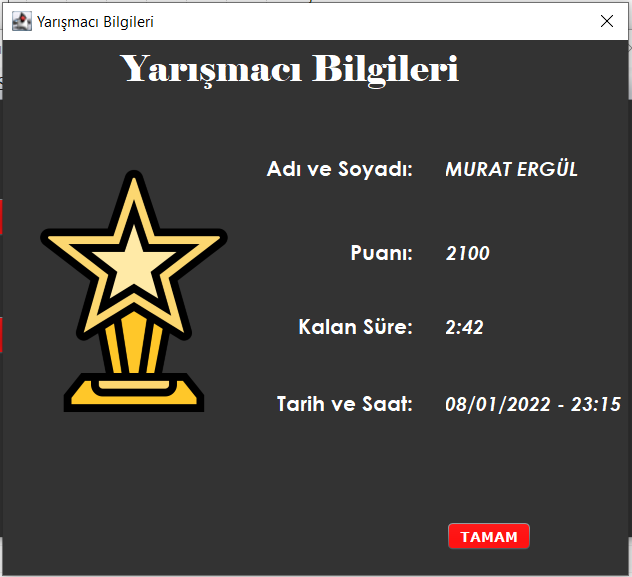 Yarışmacı Bilgileri
Yarışmacı Bilgileri
Adı ve Soyadı: MURAT ERGÜL
Puanı: 2100
Kalan Süre: 2:42
Tarih ve Saat: 08/01/2022 - 23:15
TAMAM